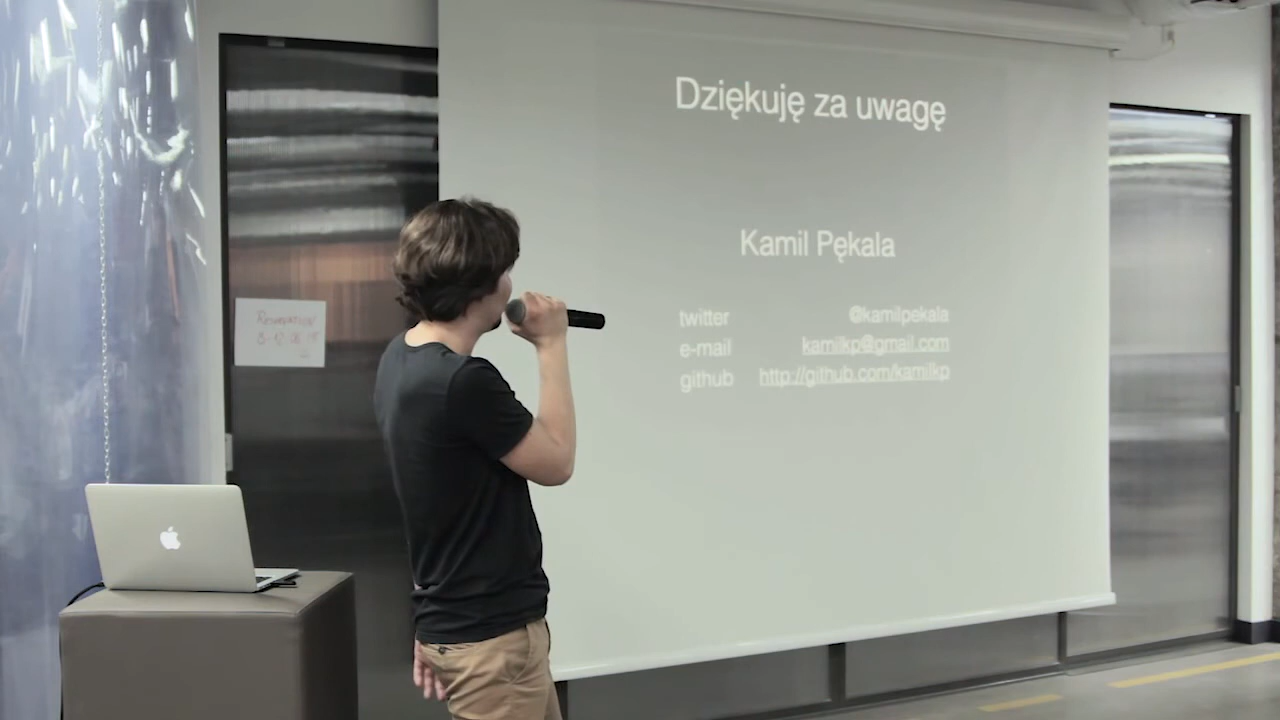 Dziękuję za uwagę
Kamil Pękala
twitter @kamilpekala
e-mail kamilkp@gmail.com
github http://github.com/kamilkp